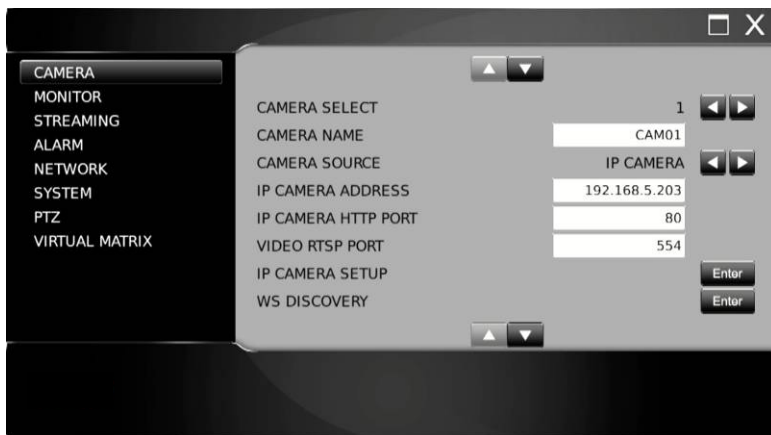 X
CAMERA
MONITOR
STREAMING
ALARM
NETWORK
SYSTEM
PTZ
VIRTUAL MATRIX
CAMERA SELECT 1
CAMERA NAME CAM01
CAMERA SOURCE IP CAMERA
IP CAMERA ADDRESS 192.168.5.203
IP CAMERA HTTP PORT 80
VIDEO RTSP PORT 554
IP CAMERA SETUP Enter
WS DISCOVERY Enter